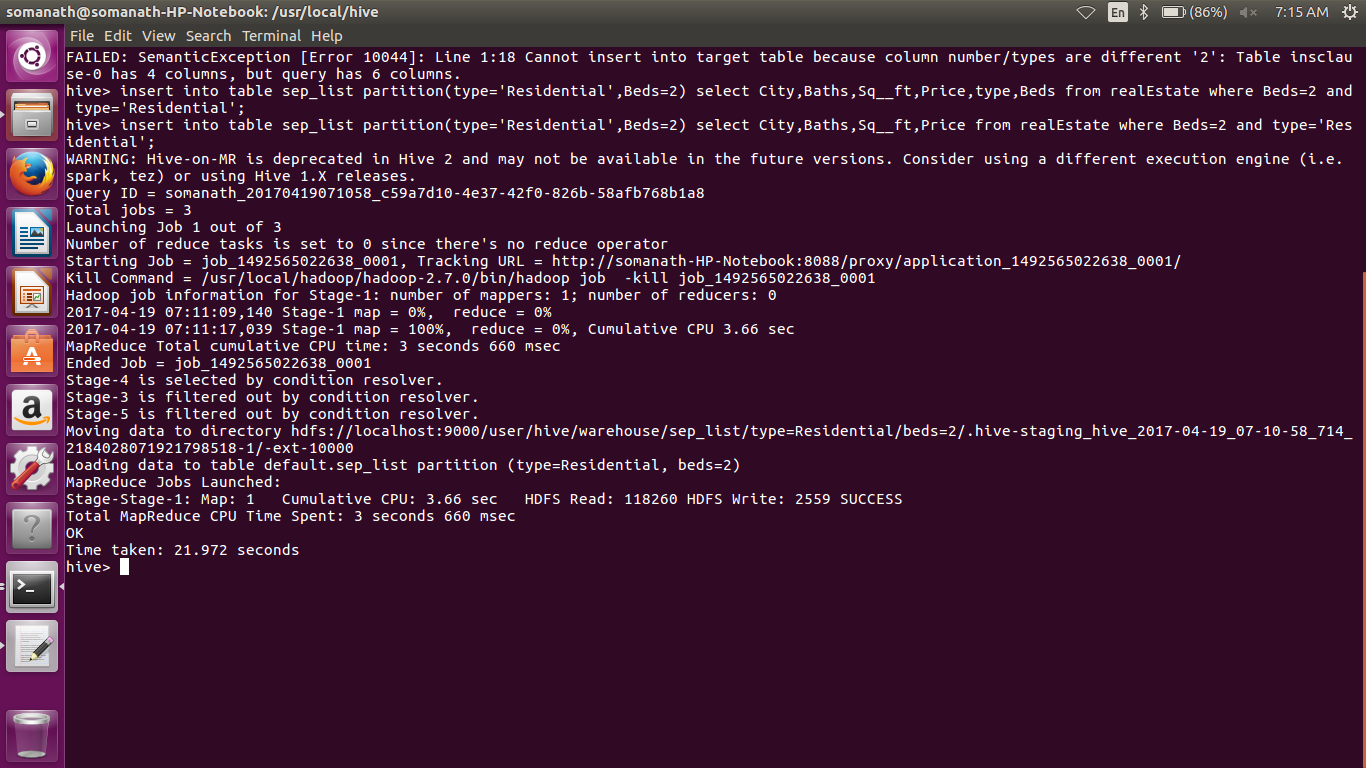 somanath@somanath-HP-Notebook: /usr/local/hive
En
(86%)
7:15 AM
File Edit View Search Terminal Help
FAILED: SemanticException [Error 10044]: Line 1:18 Cannot insert into target table because column number/types are different '2': Table insclau
se-0 has 4 columns, but query has 6 columns.
hive> insert into table sep_list partition(type='Residential',Beds=2) select City,Baths,Sq__ft,Price,type,Beds from realEstate where Beds=2 and
 type='Residential';
hive> insert into table sep_list partition(type='Residential',Beds=2) select City,Baths,Sq__ft,Price from realEstate where Beds=2 and type='Res
idential';
WARNING: Hive-on-MR is deprecated in Hive 2 and may not be available in the future versions. Consider using a different execution engine (i.e.
spark, tez) or using Hive 1.X releases.
Query ID = somanath_20170419071058_c59a7d10-4e37-42f0-826b-58afb768b1a8
Total jobs = 3
Launching Job 1 out of 3
Number of reduce tasks is set to 0 since there's no reduce operator
Starting Job = job_1492565022638_0001, Tracking URL = http://somanath-HP-Notebook:8088/proxy/application_1492565022638_0001/
Kill Command = /usr/local/hadoop/hadoop-2.7.0/bin/hadoop job  -kill job_1492565022638_0001
Hadoop job information for Stage-1: number of mappers: 1; number of reducers: 0
2017-04-19 07:11:09,140 Stage-1 map = 0%,  reduce = 0%
2017-04-19 07:11:17,039 Stage-1 map = 100%,  reduce = 0%, Cumulative CPU 3.66 sec
MapReduce Total cumulative CPU time: 3 seconds 660 msec
Ended Job = job_1492565022638_0001
Stage-4 is selected by condition resolver.
Stage-3 is filtered out by condition resolver.
Stage-5 is filtered out by condition resolver.
Moving data to directory hdfs://localhost:9000/user/hive/warehouse/sep_list/type=Residential/beds=2/.hive-staging_hive_2017-04-19_07-10-58_714_
2184028071921798518-1/-ext-10000
Loading data to table default.sep_list partition (type=Residential, beds=2)
MapReduce Jobs Launched:
Stage-Stage-1: Map: 1   Cumulative CPU: 3.66 sec   HDFS Read: 118260 HDFS Write: 2559 SUCCESS
Total MapReduce CPU Time Spent: 3 seconds 660 msec
OK
Time taken: 21.972 seconds
hive>